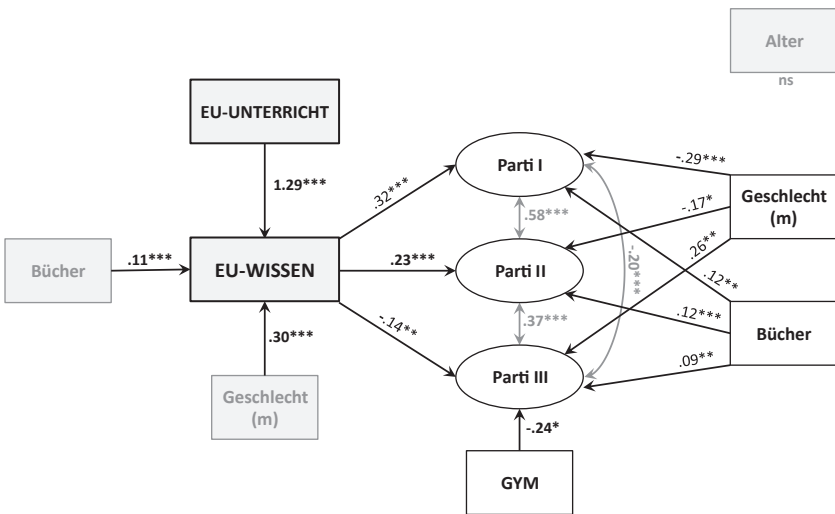 Alter
ns
EU-UNTERRICHT
Parti I
-.29***
1.29***
.32***
Geschlecht
(m)
.58***
-.17*
.26**
Bücher
.11***
EU-WISSEN
.23***
Parti II
-.20***
.12**
.12***
Bücher
.30***
-.14**
.37***
.09**
Geschlecht
(m)
Parti III
-.24*
GYM